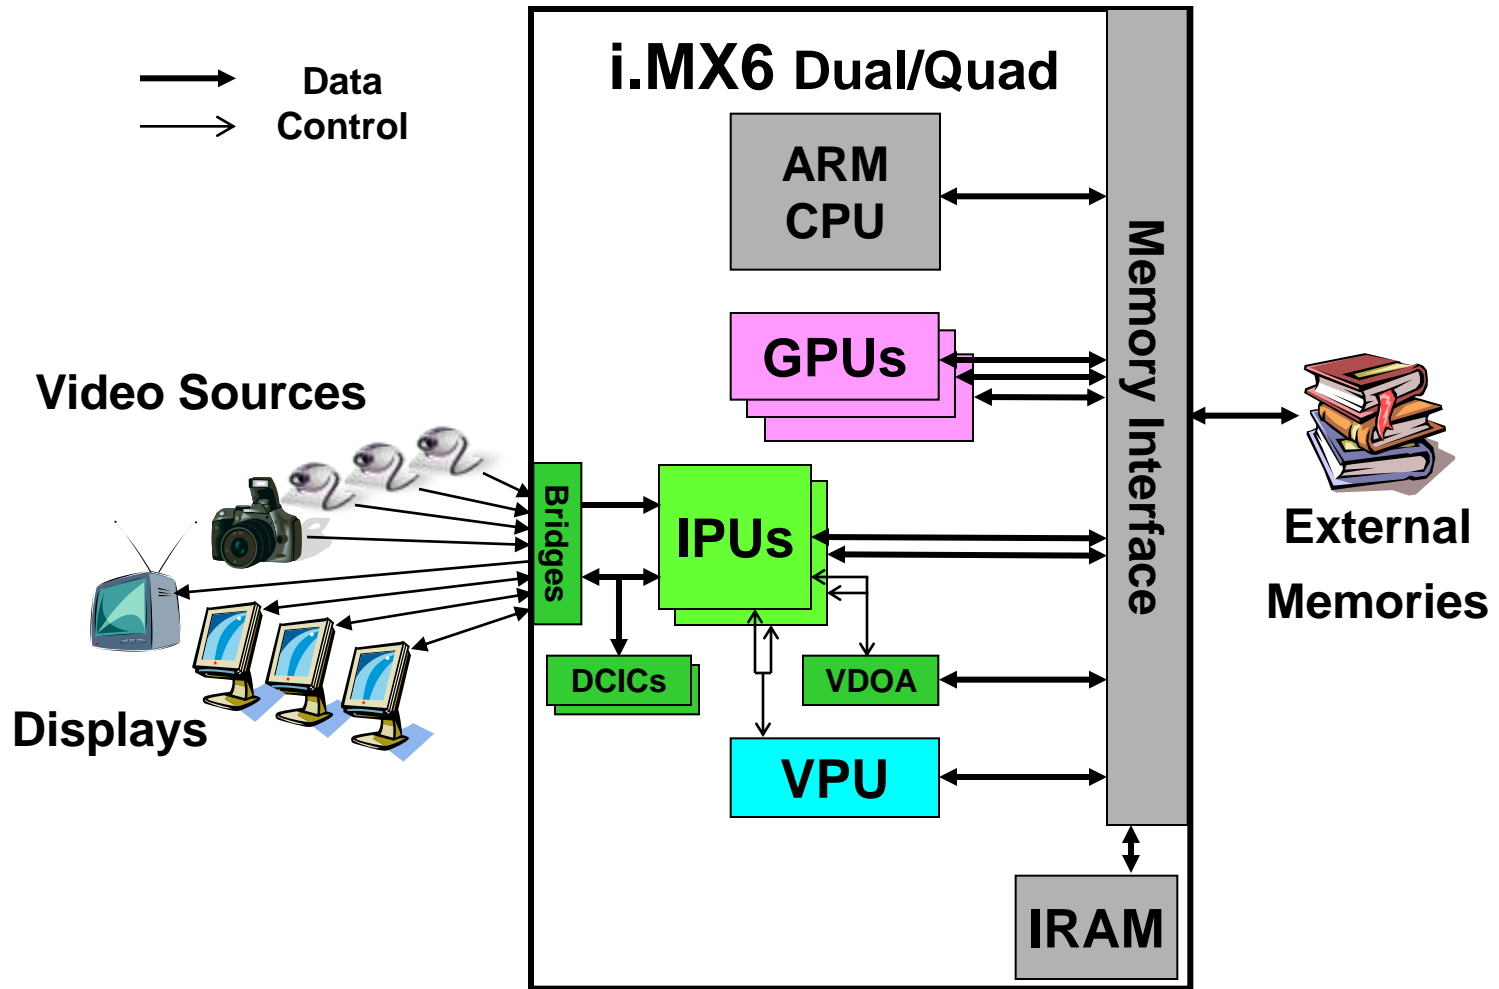 Data
Control
i.MX6 Dual/Quad
ARM
CPU
Memory Interface
GPUs
Video Sources
Bridges
IPUs
External
Memories
DCICs
VDOA
Displays
VPU
IRAM